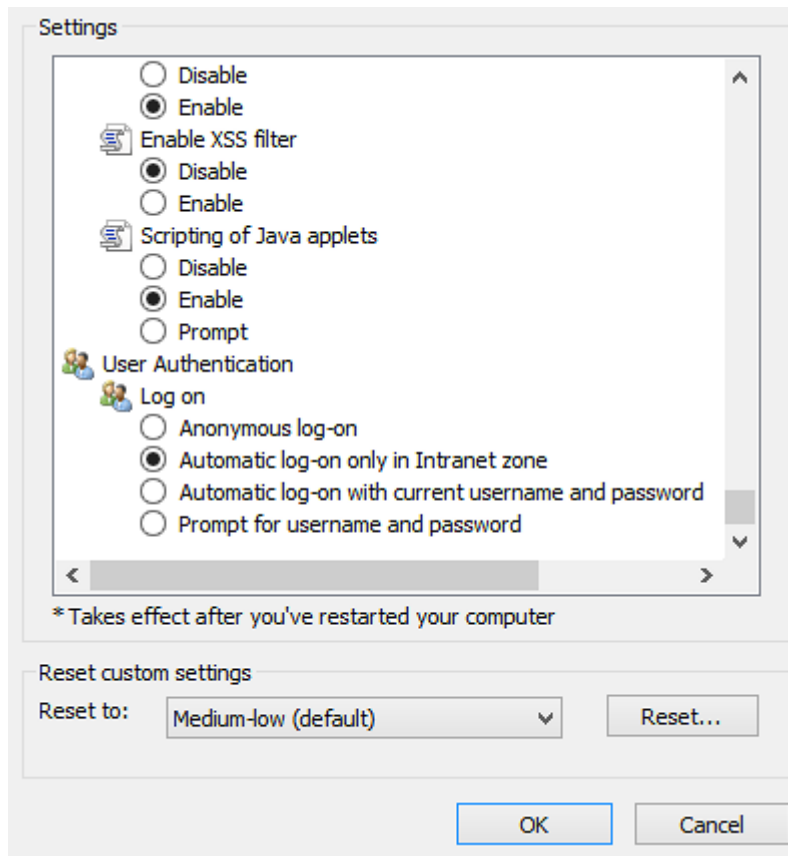 Settings
Disable
Enable
Enable XSS filter
Disable
Enable
Scripting of Java applets
Disable
Enable
Prompt
User Authentication
Log on
Anonymous log-on
Automatic log-on only in Intranet zone
Automatic log-on with current username and password
Prompt for username and password
* Takes effect after you've restarted your computer
Reset custom settings
Reset to: Medium-low (default) Reset...
OK Cancel